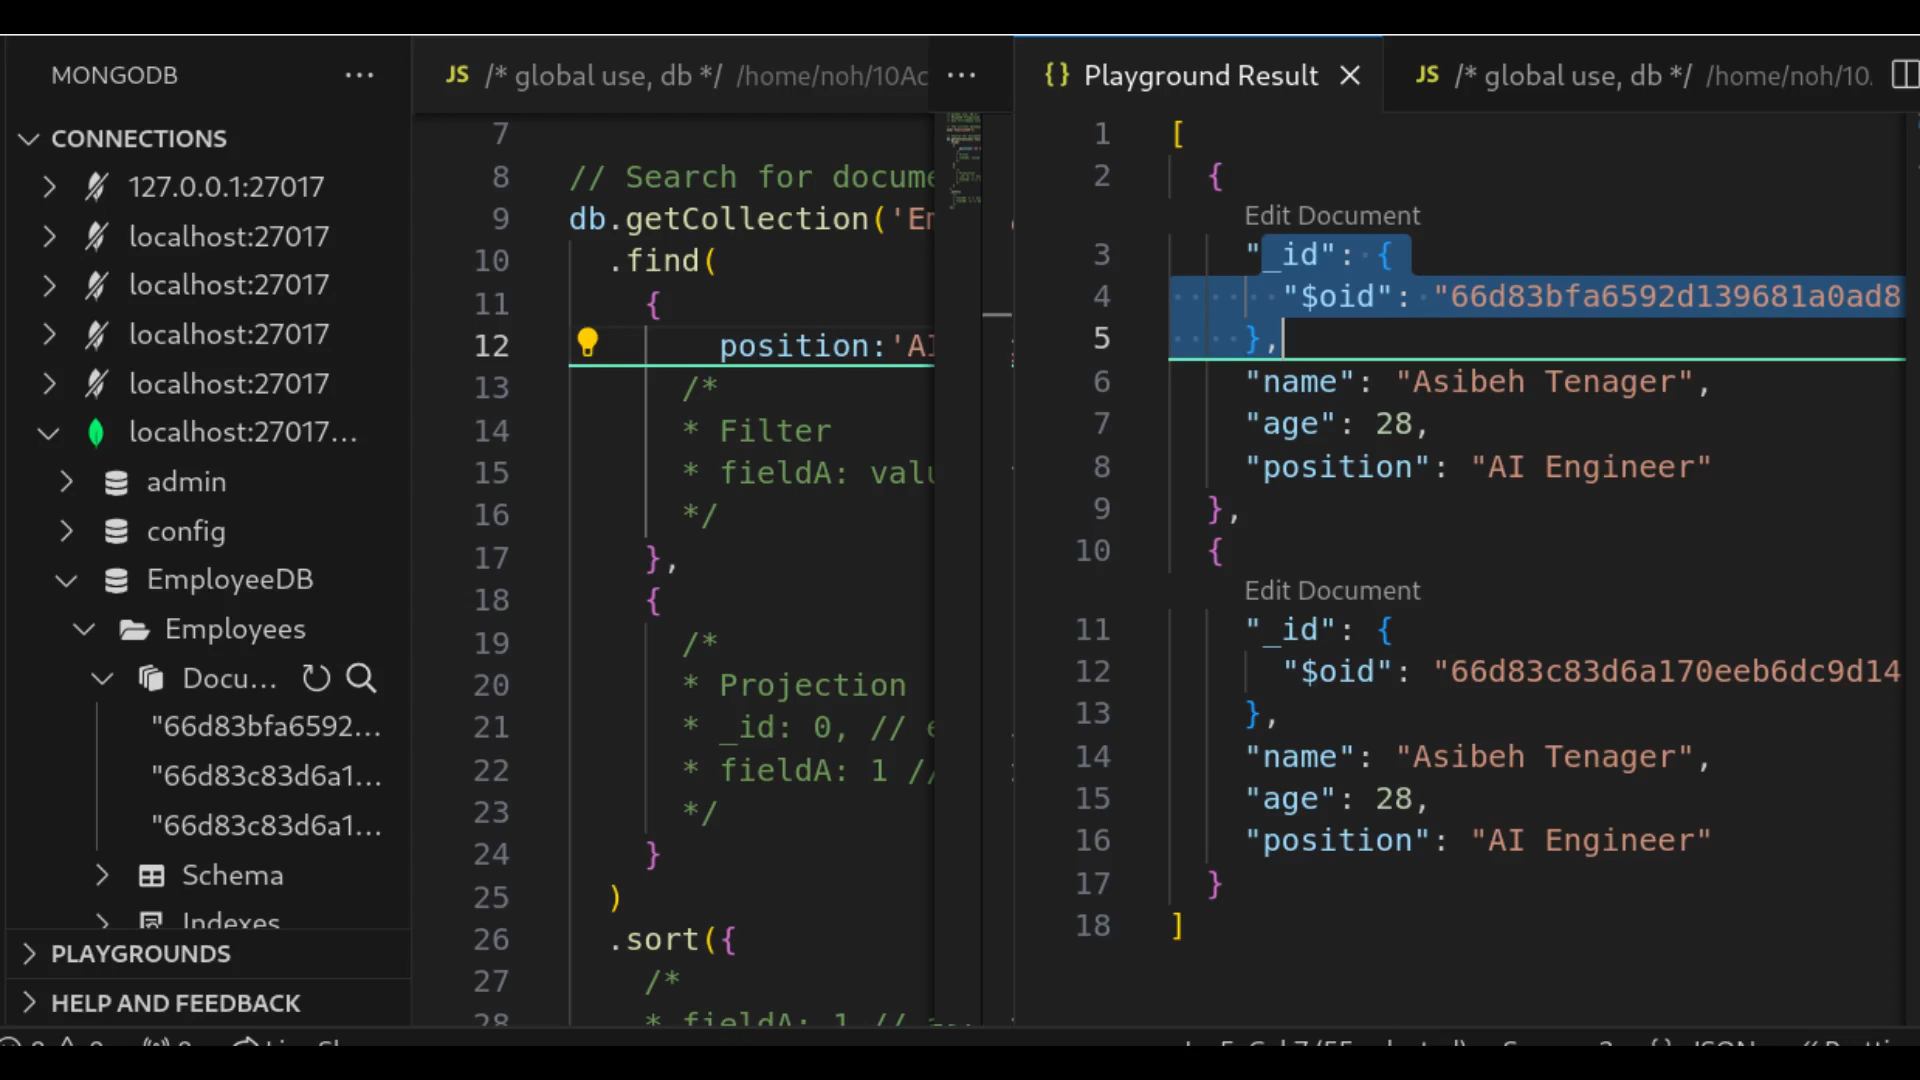 MONGODB
CONNECTIONS
127.0.0.1:27017
localhost:27017
localhost:27017
localhost:27017
localhost:27017
localhost:27017...
admin
config
EmployeeDB
Employees
Docu...
"66d83bfa6592...
"66d83c83d6a1...
"66d83c83d6a1...
Schema
Indexes
PLAYGROUNDS
HELP AND FEEDBACK
JS /* global use, db */ /home/noh/10Ac
7
8 // Search for docume
9 db.getCollection('Em
10 .find(
11 {
12 position:'AI
13 /*
14 * Filter
15 * fieldA: valu
16 */
17 },
18 {
19 /*
20 * Projection
21 * _id: 0, // e
22 * fieldA: 1 //
23 */
24 }
25 )
26 .sort({
27 /*
28 * fieldA: 1 //
{} Playground Result
JS /* global use, db */ /home/noh/10.
1 [
2 {
Edit Document
3 "_id": {
4 "$oid": "66d83bfa6592d139681a0ad8
5 },
6 "name": "Asibeh Tenager",
7 "age": 28,
8 "position": "AI Engineer"
9 },
10 {
Edit Document
11 "_id": {
12 "$oid": "66d83c83d6a170eeb6dc9d14
13 },
14 "name": "Asibeh Tenager",
15 "age": 28,
16 "position": "AI Engineer"
17 }
18 ]